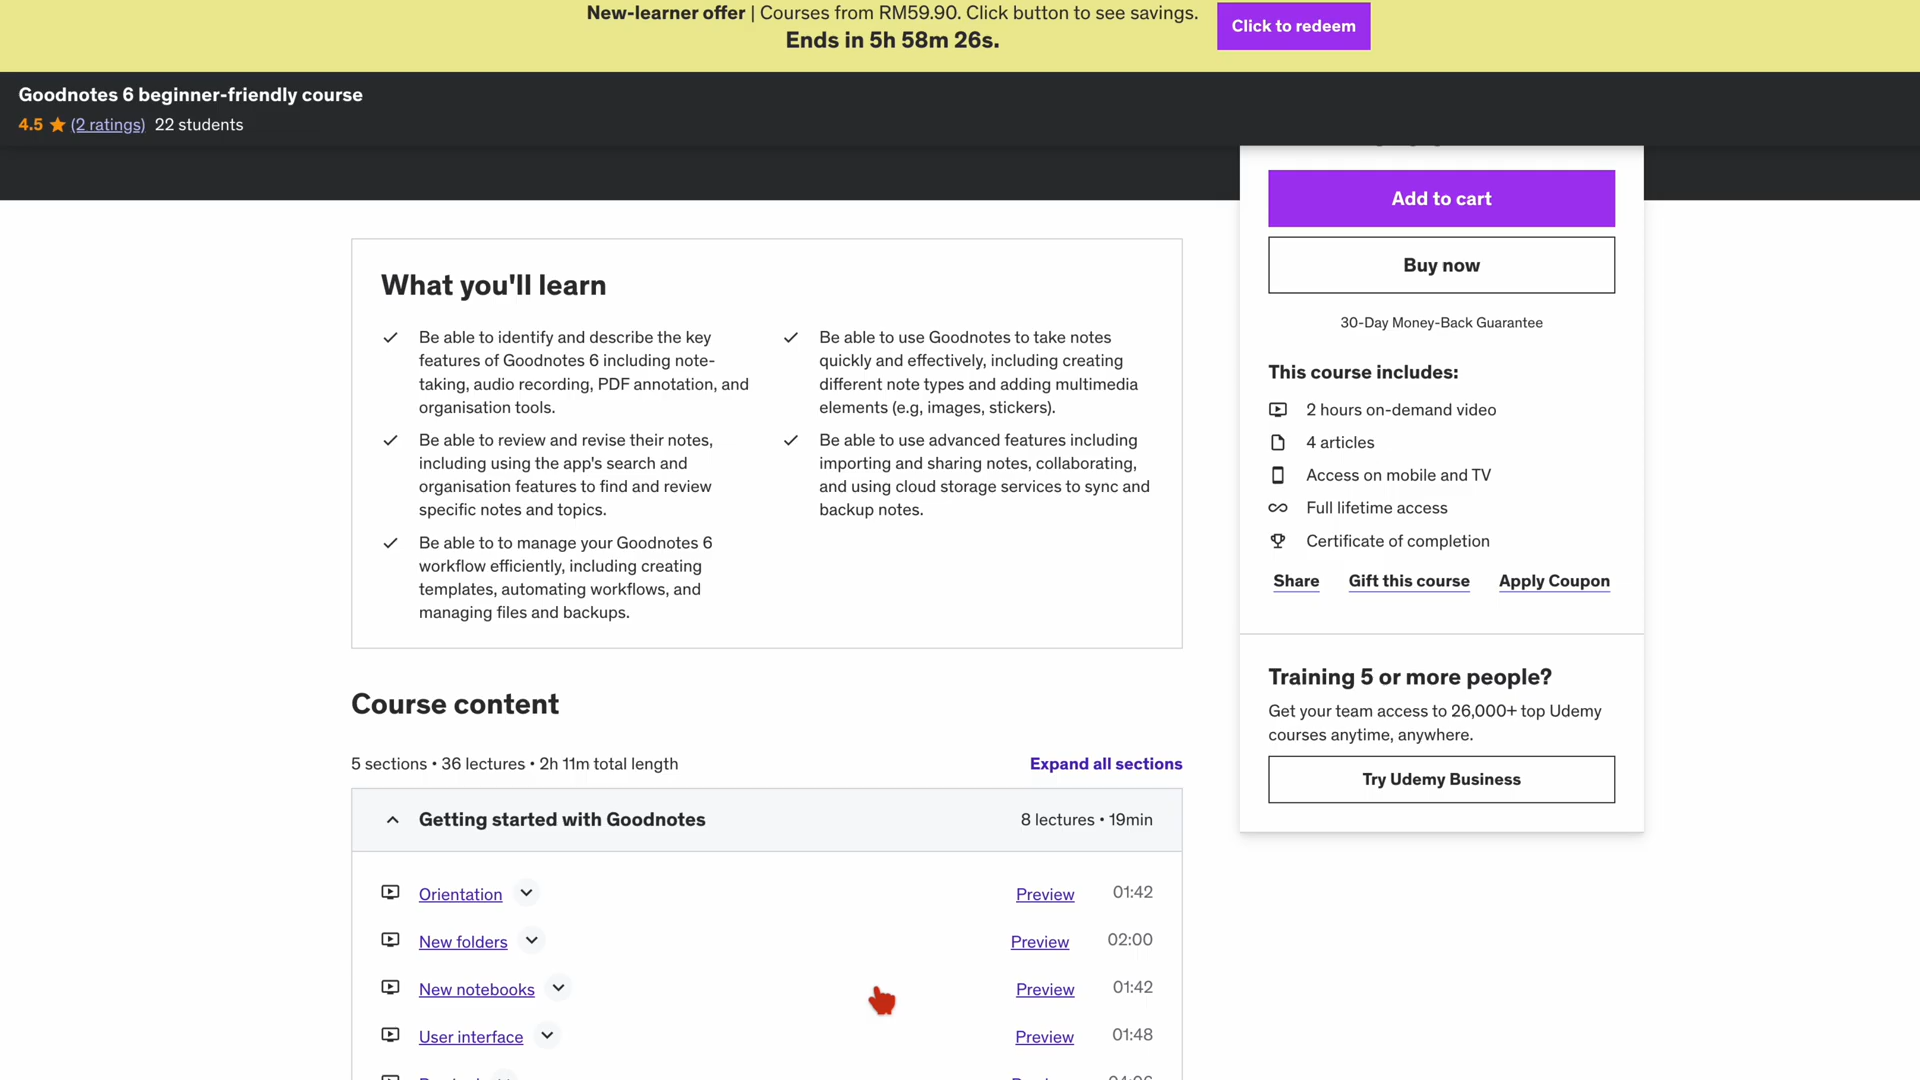 New-learner offer | Courses from RM59.90. Click button to see savings.
Ends in 5h 58m 26s.
Click to redeem
Goodnotes 6 beginner-friendly course
4.5 (2 ratings) 22 students
Add to cart
Buy now
30-Day Money-Back Guarantee
This course includes:
2 hours on-demand video
4 articles
Access on mobile and TV
Full lifetime access
Certificate of completion
Share Gift this course Apply Coupon
Training 5 or more people?
Get your team access to 26,000+ top Udemy
courses anytime, anywhere.
Try Udemy Business
What you'll learn
Be able to identify and describe the key
features of Goodnotes 6 including note-
taking, audio recording, PDF annotation, and
organisation tools.
Be able to use Goodnotes to take notes
quickly and effectively, including creating
different note types and adding multimedia
elements (e.g, images, stickers).
Be able to review and revise their notes,
including using the app's search and
organisation features to find and review
specific notes and topics.
Be able to use advanced features including
importing and sharing notes, collaborating,
and using cloud storage services to sync and
backup notes.
Be able to to manage your Goodnotes 6
workflow efficiently, including creating
templates, automating workflows, and
managing files and backups.
Course content
5 sections • 36 lectures • 2h 11m total length
Expand all sections
Getting started with Goodnotes 8 lectures • 19min
Orientation Preview 01:42
New folders Preview 02:00
New notebooks Preview 01:42
User interface Preview 01:48